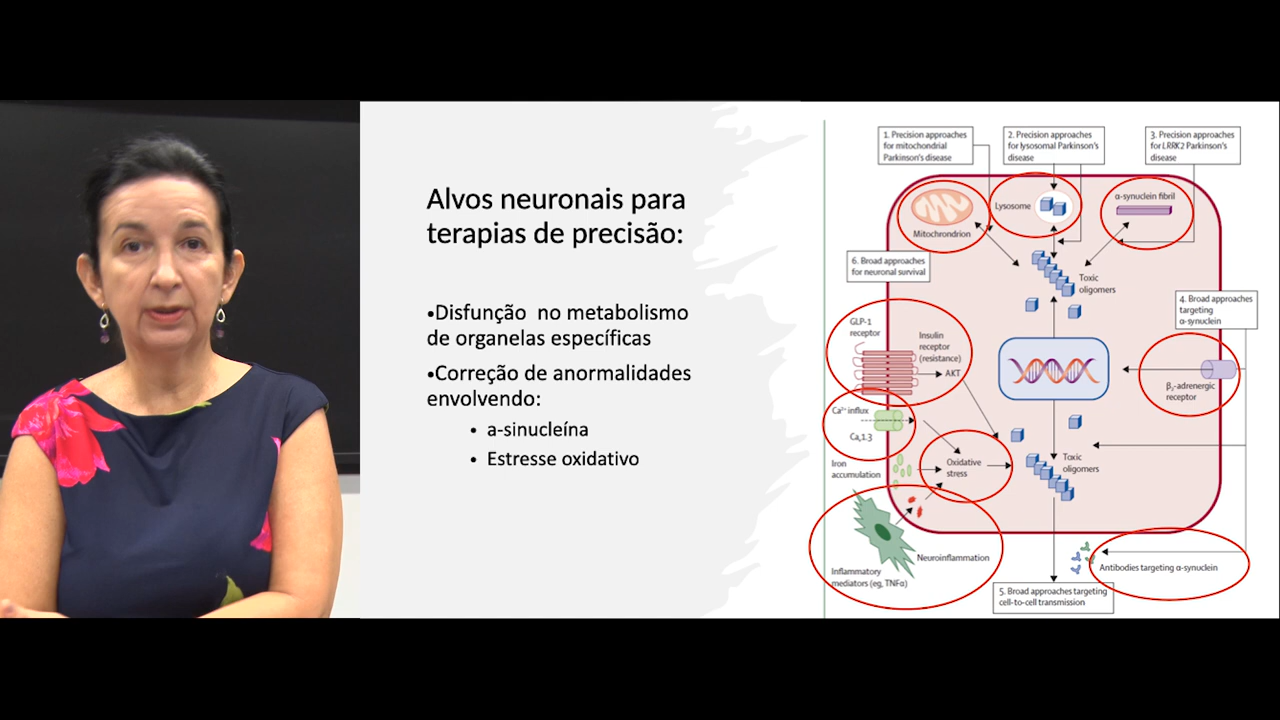 Alvos neuronais para
terapias de precisão:
•Disfunção no metabolismo
de organelas específicas
•Correção de anormalidades
envolvendo:
• a-sinucleína
• Estresse oxidativo
1. Precision approaches
for mitochondrial
Parkinson's disease
2. Precision approaches
for lysosomal Parkinson's
disease
3. Precision approaches
for LRRK2 Parkinson's
disease
Mitochrondrion
Lysosome
α-synuclein fibril
6. Broad approaches
for neuronal survival
Toxic
oligomers
4. Broad approaches
targeting
α-synuclein
GLP-1
receptor
Insulin
receptor
(resistance)
AKT
β₂-adrenergic
receptor
Ca²⁺ influx
Caᵥ1.3
Iron
accumulation
Oxidative
stress
Toxic
oligomers
Neuroinflammation
Inflammatory
mediators (eg, TNFα)
Antibodies targeting α-synuclein
5. Broad approaches targeting
cell-to-cell transmission